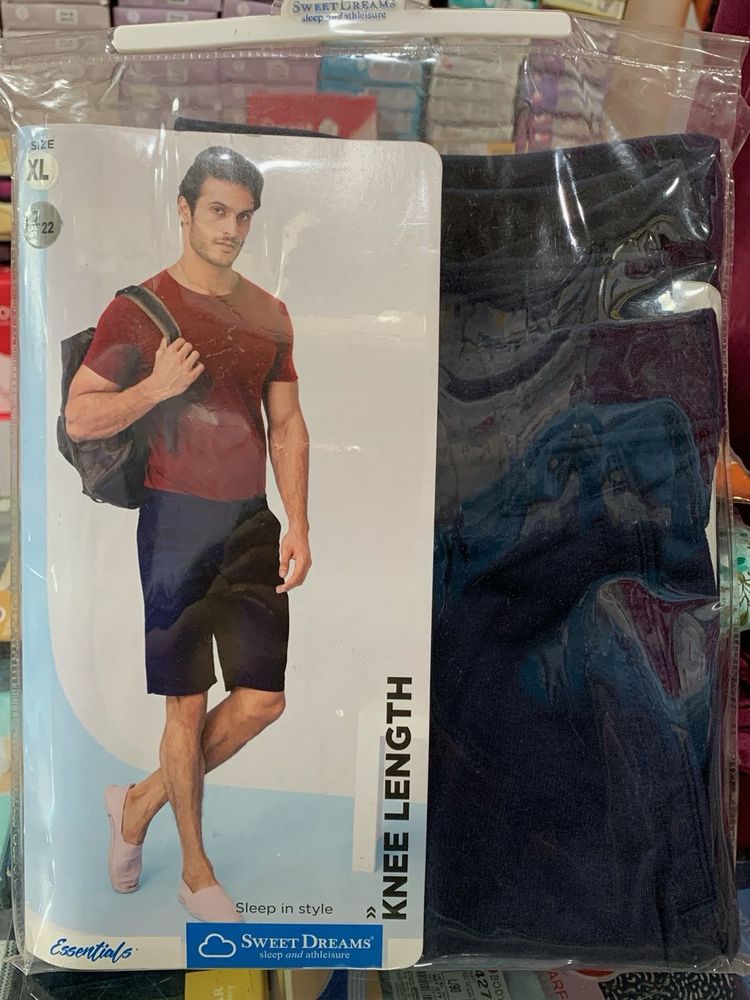 SWEET DREAMS
sleep and athleisure
SIZE
XL
22
KNEE LENGTH
Sleep in style
»
Essentials
SWEET DREAMS®
sleep and athleisure